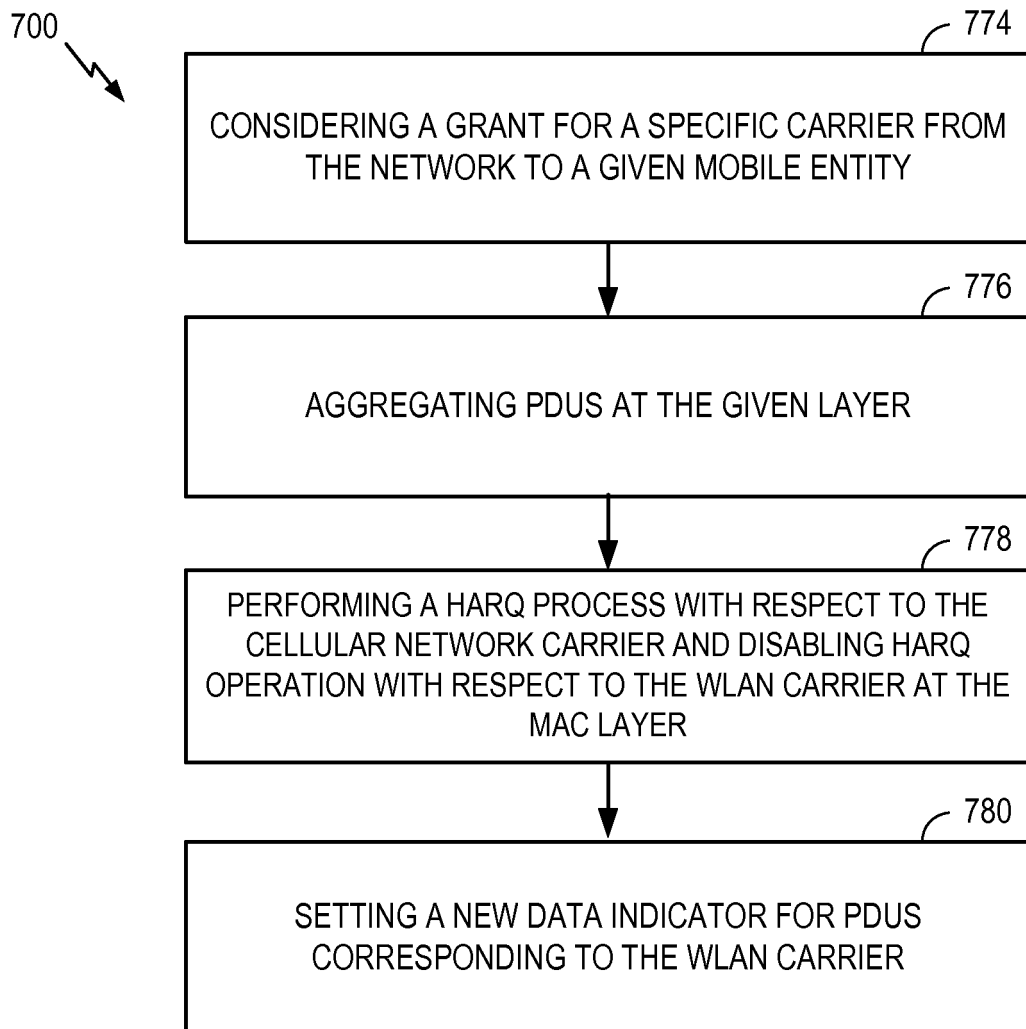 700
774
CONSIDERING A GRANT FOR A SPECIFIC CARRIER FROM
THE NETWORK TO A GIVEN MOBILE ENTITY
776
AGGREGATING PDUS AT THE GIVEN LAYER
778
PERFORMING A HARQ PROCESS WITH RESPECT TO THE
CELLULAR NETWORK CARRIER AND DISABLING HARQ
OPERATION WITH RESPECT TO THE WLAN CARRIER AT THE
MAC LAYER
780
SETTING A NEW DATA INDICATOR FOR PDUS
CORRESPONDING TO THE WLAN CARRIER